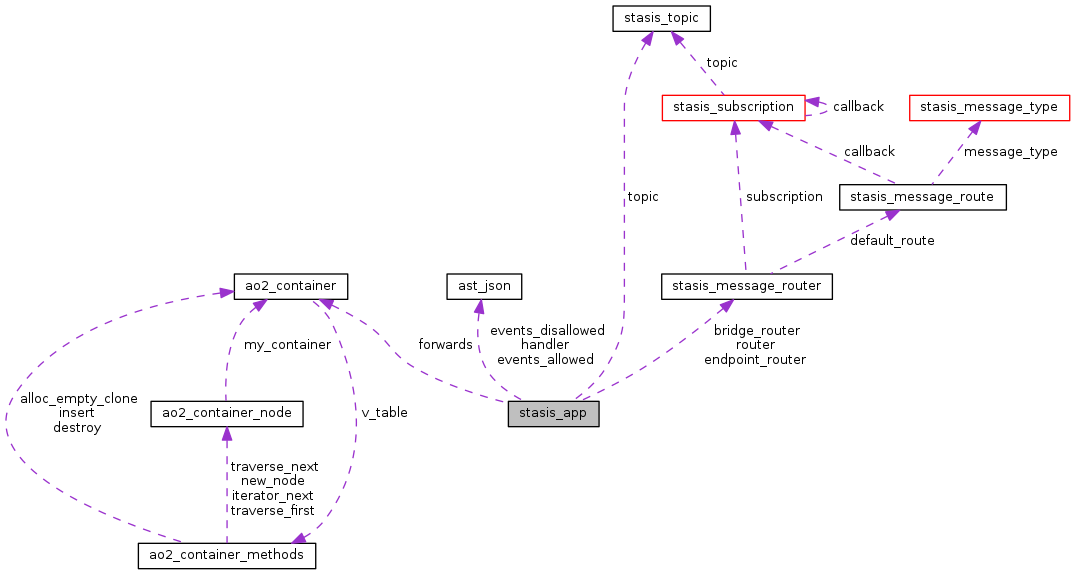 stasis_topic
topic
stasis_subscription
callback
stasis_message_type
callback
message_type
topic
subscription
stasis_message_route
default_route
ao2_container
ast_json
stasis_message_router
my_container
forwards
events_disallowed
handler
events_allowed
bridge_router
router
endpoint_router
alloc_empty_clone
insert
destroy
ao2_container_node
v_table
stasis_app
traverse_next
new_node
iterator_next
traverse_first
ao2_container_methods